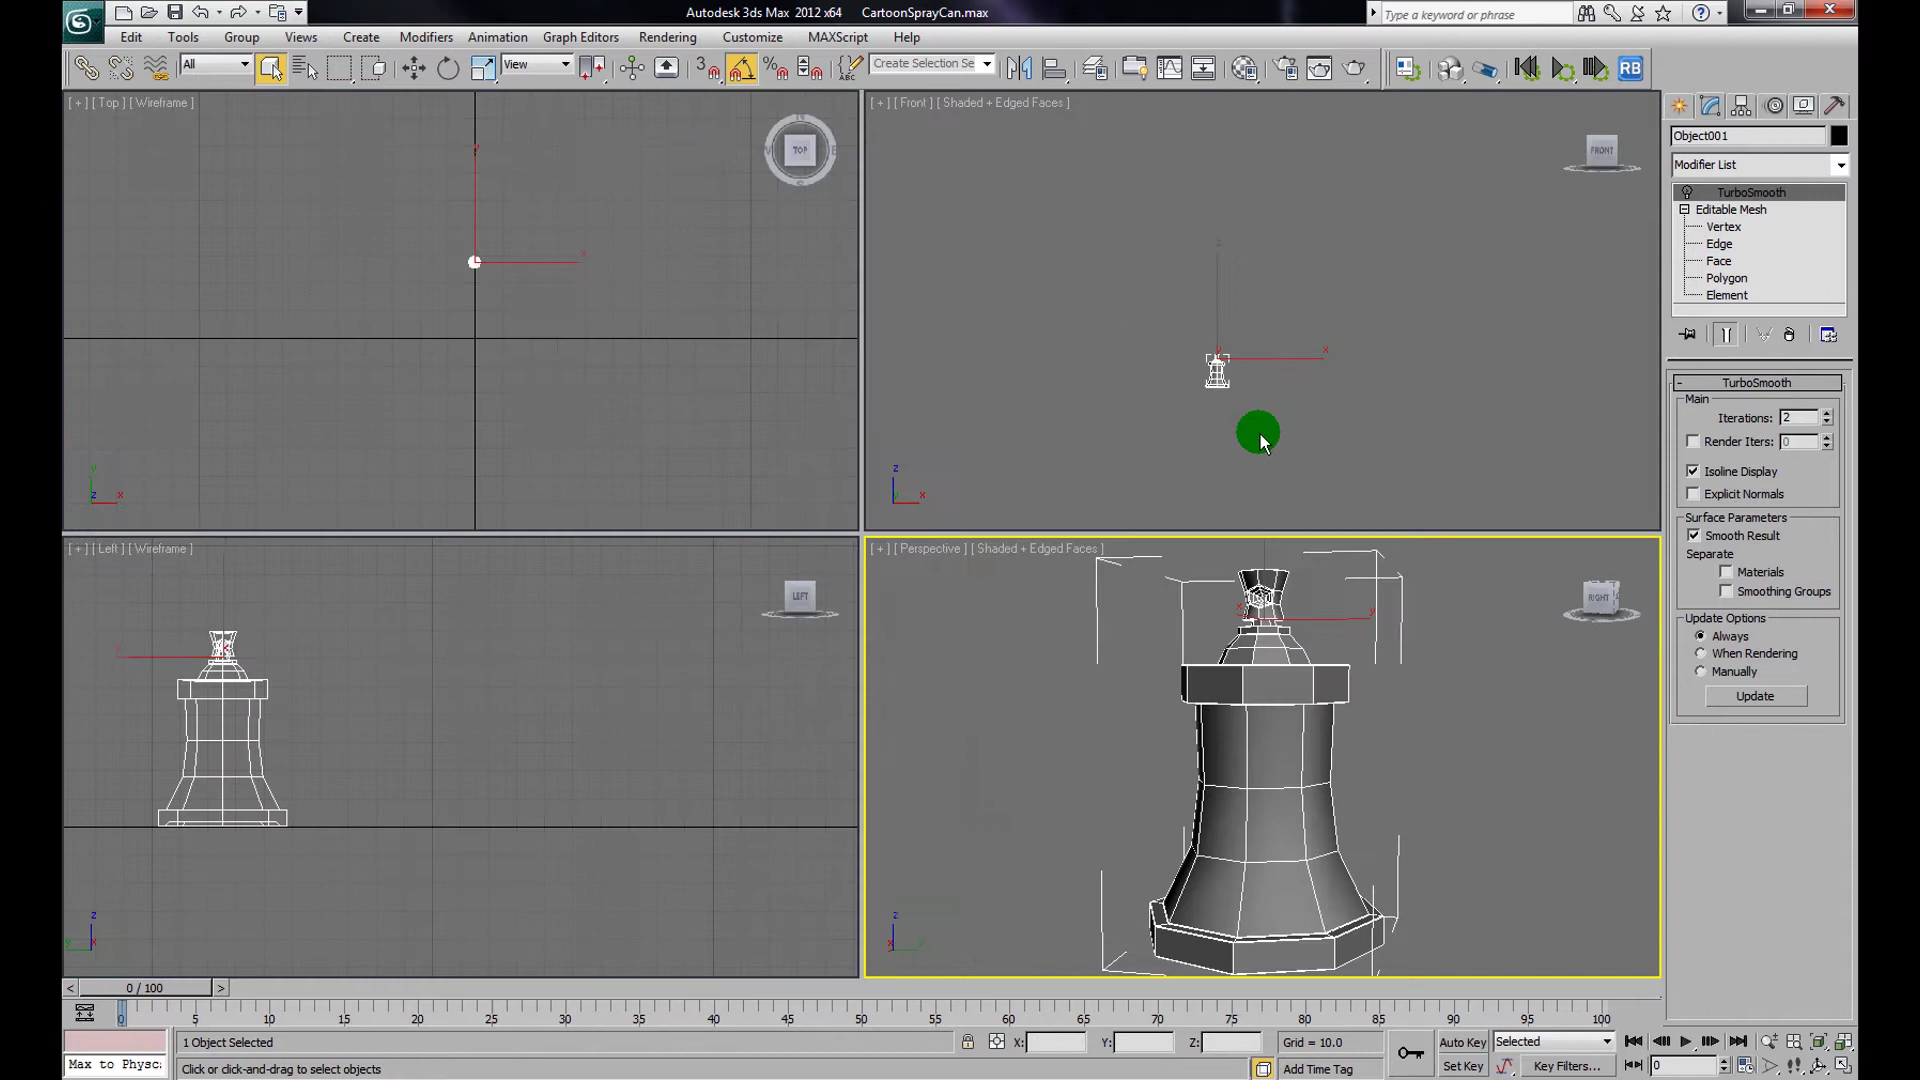 Autodesk 3ds Max 2012 x64 CartoonSprayCan.max
Type a keyword or phrase
Edit Tools Group Views Create Modifiers Animation Graph Editors Rendering Customize MAXScript Help
All
View
3
ABC
Create Selection Se
RB
[ + ] [ Top ] [ Wireframe ]
TOP
y
x
y
z
x
[ + ] [ Front ] [ Shaded + Edged Faces ]
FRONT
z
x
z
x
[ + ] [ Left ] [ Wireframe ]
LEFT
z
y
x
[ + ] [ Perspective ] [ Shaded + Edged Faces ]
RIGHT
x
y
z
Object001
Modifier List
TurboSmooth
Editable Mesh
Vertex
Edge
Face
Polygon
Element
- TurboSmooth
Main
Iterations: 2
Render Iters: 0
Isoline Display
Explicit Normals
Surface Parameters
Smooth Result
Separate
Materials
Smoothing Groups
Update Options
Always
When Rendering
Manually
Update
< 0 / 100 >
0 5 10 15 20 25 30 35 40 45 50 55 60 65 70 75 80 85 90 95 100
1 Object Selected
X: Y: Z: Grid = 10.0
Auto Key Selected
Max to Physc:
Click or click-and-drag to select objects
Add Time Tag
Set Key Key Filters...
0